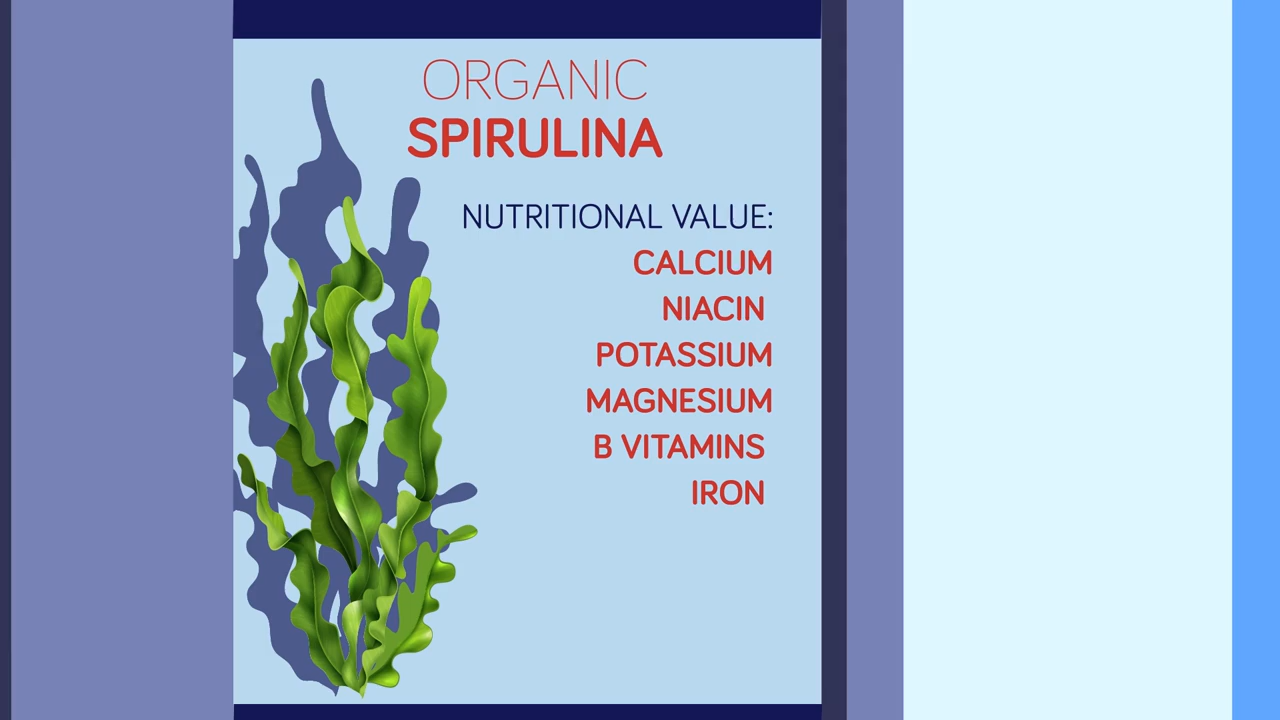 ORGANIC
SPIRULINA
NUTRITIONAL VALUE:
CALCIUM
NIACIN
POTASSIUM
MAGNESIUM
B VITAMINS
IRON